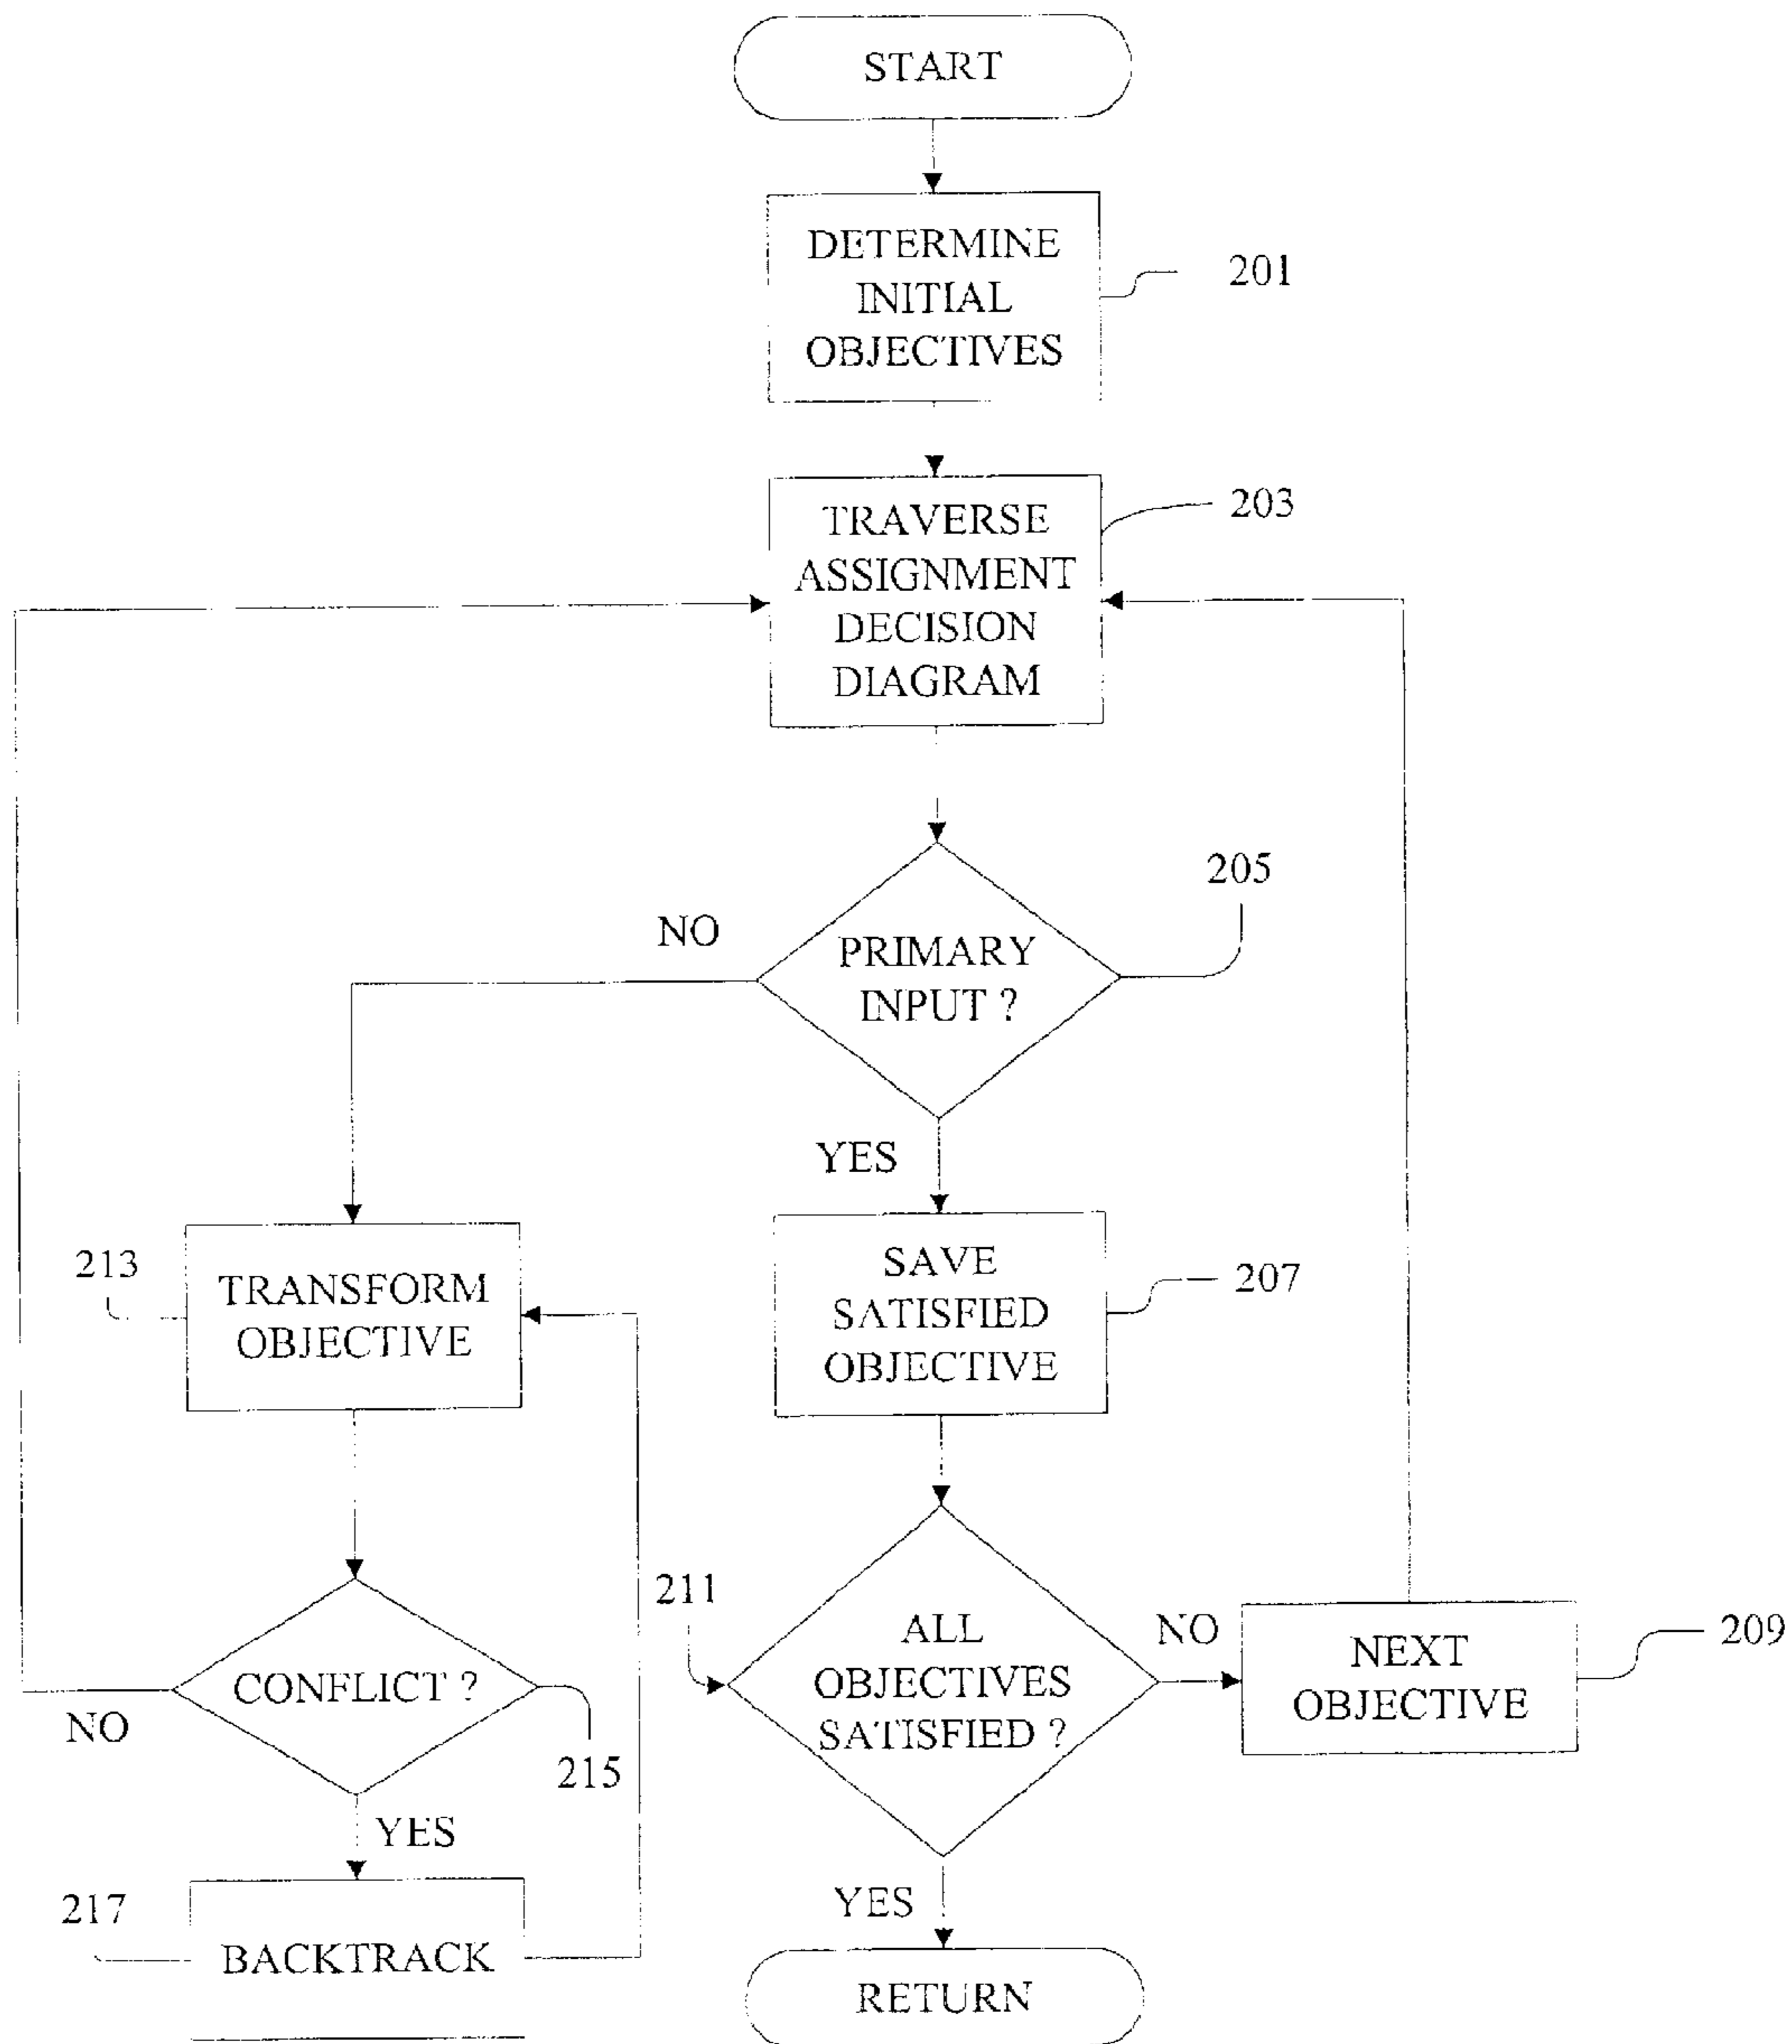 START
DETERMINE
INITIAL
OBJECTIVES
201
TRAVERSE
ASSIGNMENT
DECISION
DIAGRAM
203
PRIMARY
INPUT ?
205
NO
YES
SAVE
SATISFIED
OBJECTIVE
207
213
TRANSFORM
OBJECTIVE
211
ALL
OBJECTIVES
SATISFIED ?
NO
NEXT
OBJECTIVE
209
CONFLICT ?
NO
215
YES
217
BACKTRACK
YES
RETURN